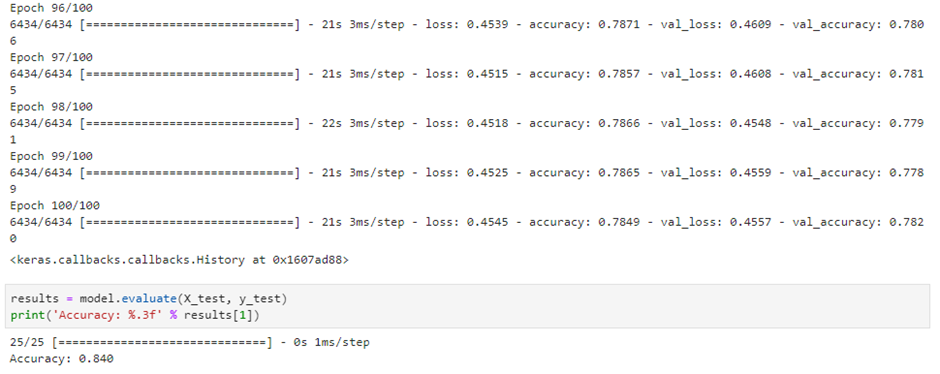 Epoch 96/100
6434/6434 [==============================] - 21s 3ms/step - loss: 0.4539 - accuracy: 0.7871 - val_loss: 0.4609 - val_accuracy: 0.780
6
Epoch 97/100
6434/6434 [==============================] - 21s 3ms/step - loss: 0.4515 - accuracy: 0.7857 - val_loss: 0.4608 - val_accuracy: 0.781
5
Epoch 98/100
6434/6434 [==============================] - 22s 3ms/step - loss: 0.4518 - accuracy: 0.7866 - val_loss: 0.4548 - val_accuracy: 0.779
1
Epoch 99/100
6434/6434 [==============================] - 21s 3ms/step - loss: 0.4525 - accuracy: 0.7865 - val_loss: 0.4559 - val_accuracy: 0.778
9
Epoch 100/100
6434/6434 [==============================] - 21s 3ms/step - loss: 0.4545 - accuracy: 0.7849 - val_loss: 0.4557 - val_accuracy: 0.782
0
<keras.callbacks.callbacks.History at 0x1607ad88>
results = model.evaluate(X_test, y_test)
print('Accuracy: %.3f' % results[1])
25/25 [==============================] - 0s 1ms/step
Accuracy: 0.840